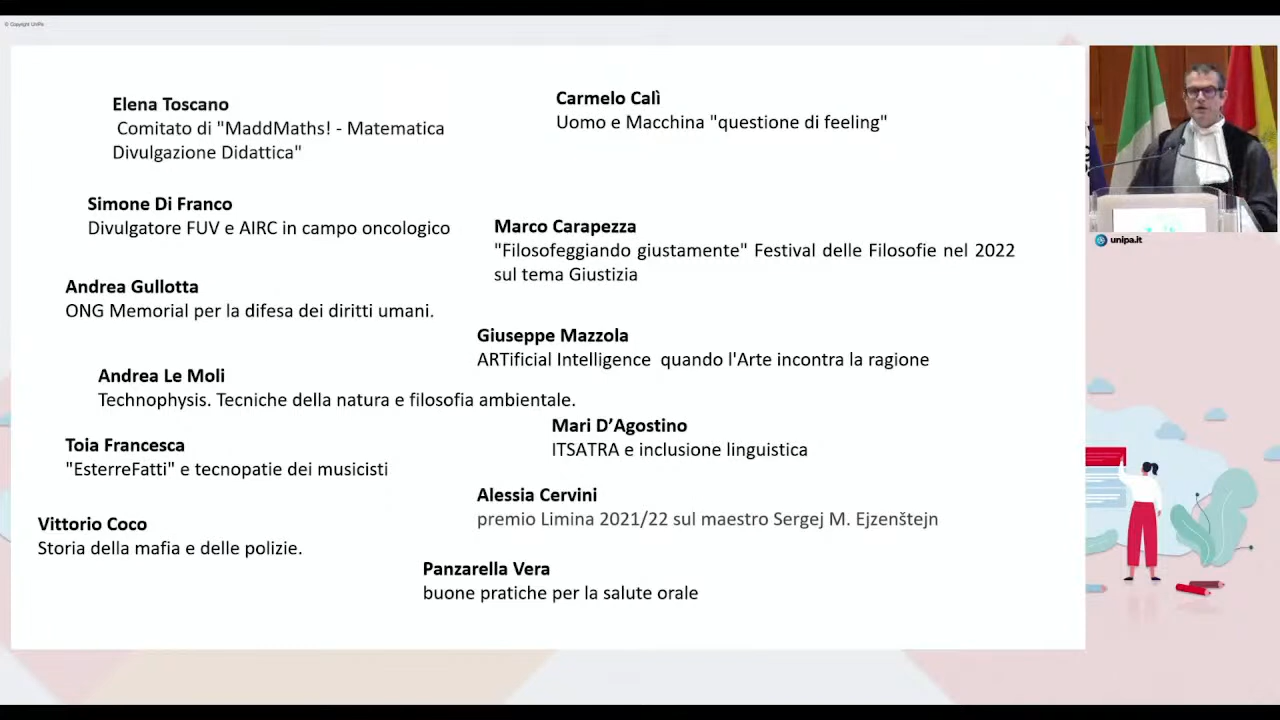 © Copyright UniPa
Elena Toscano
Comitato di "MaddMaths! - Matematica
Divulgazione Didattica"
Carmelo Calì
Uomo e Macchina "questione di feeling"
Simone Di Franco
Divulgatore FUV e AIRC in campo oncologico
Marco Carapezza
"Filosofeggiando giustamente" Festival delle Filosofie nel 2022
sul tema Giustizia
Andrea Gullotta
ONG Memorial per la difesa dei diritti umani.
Giuseppe Mazzola
ARTificial Intelligence quando l'Arte incontra la ragione
Andrea Le Moli
Technophysis. Tecniche della natura e filosofia ambientale.
Mari D’Agostino
ITSATRA e inclusione linguistica
Toia Francesca
"EsterreFatti" e tecnopatie dei musicisti
Alessia Cervini
premio Limina 2021/22 sul maestro Sergej M. Ejzenštejn
Vittorio Coco
Storia della mafia e delle polizie.
Panzarella Vera
buone pratiche per la salute orale
unipa.it